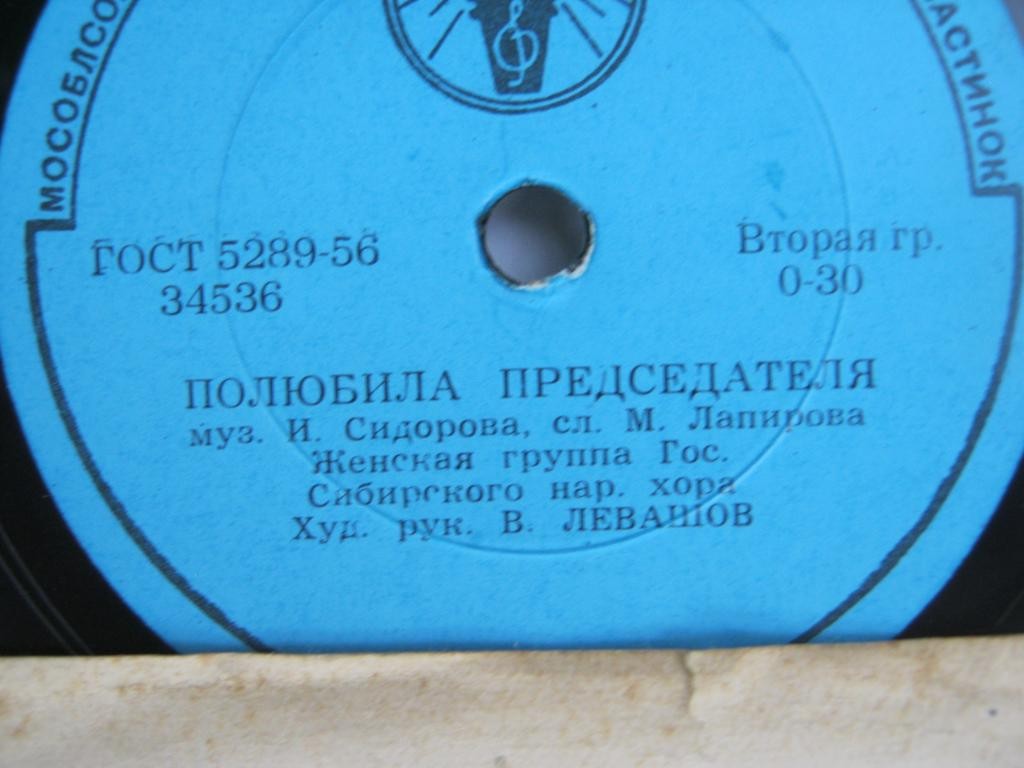 МОСОБЛСО
АСТИНОК
ГОСТ 5289-56
34536
Вторая гр.
0-30
ПОЛЮБИЛА ПРЕДСЕДАТЕЛЯ
муз. И. Сидорова, сл. М. Лапирова
Женская группа Гос.
Сибирского нар. хора
Худ. рук. В. ЛЕВАШОВ